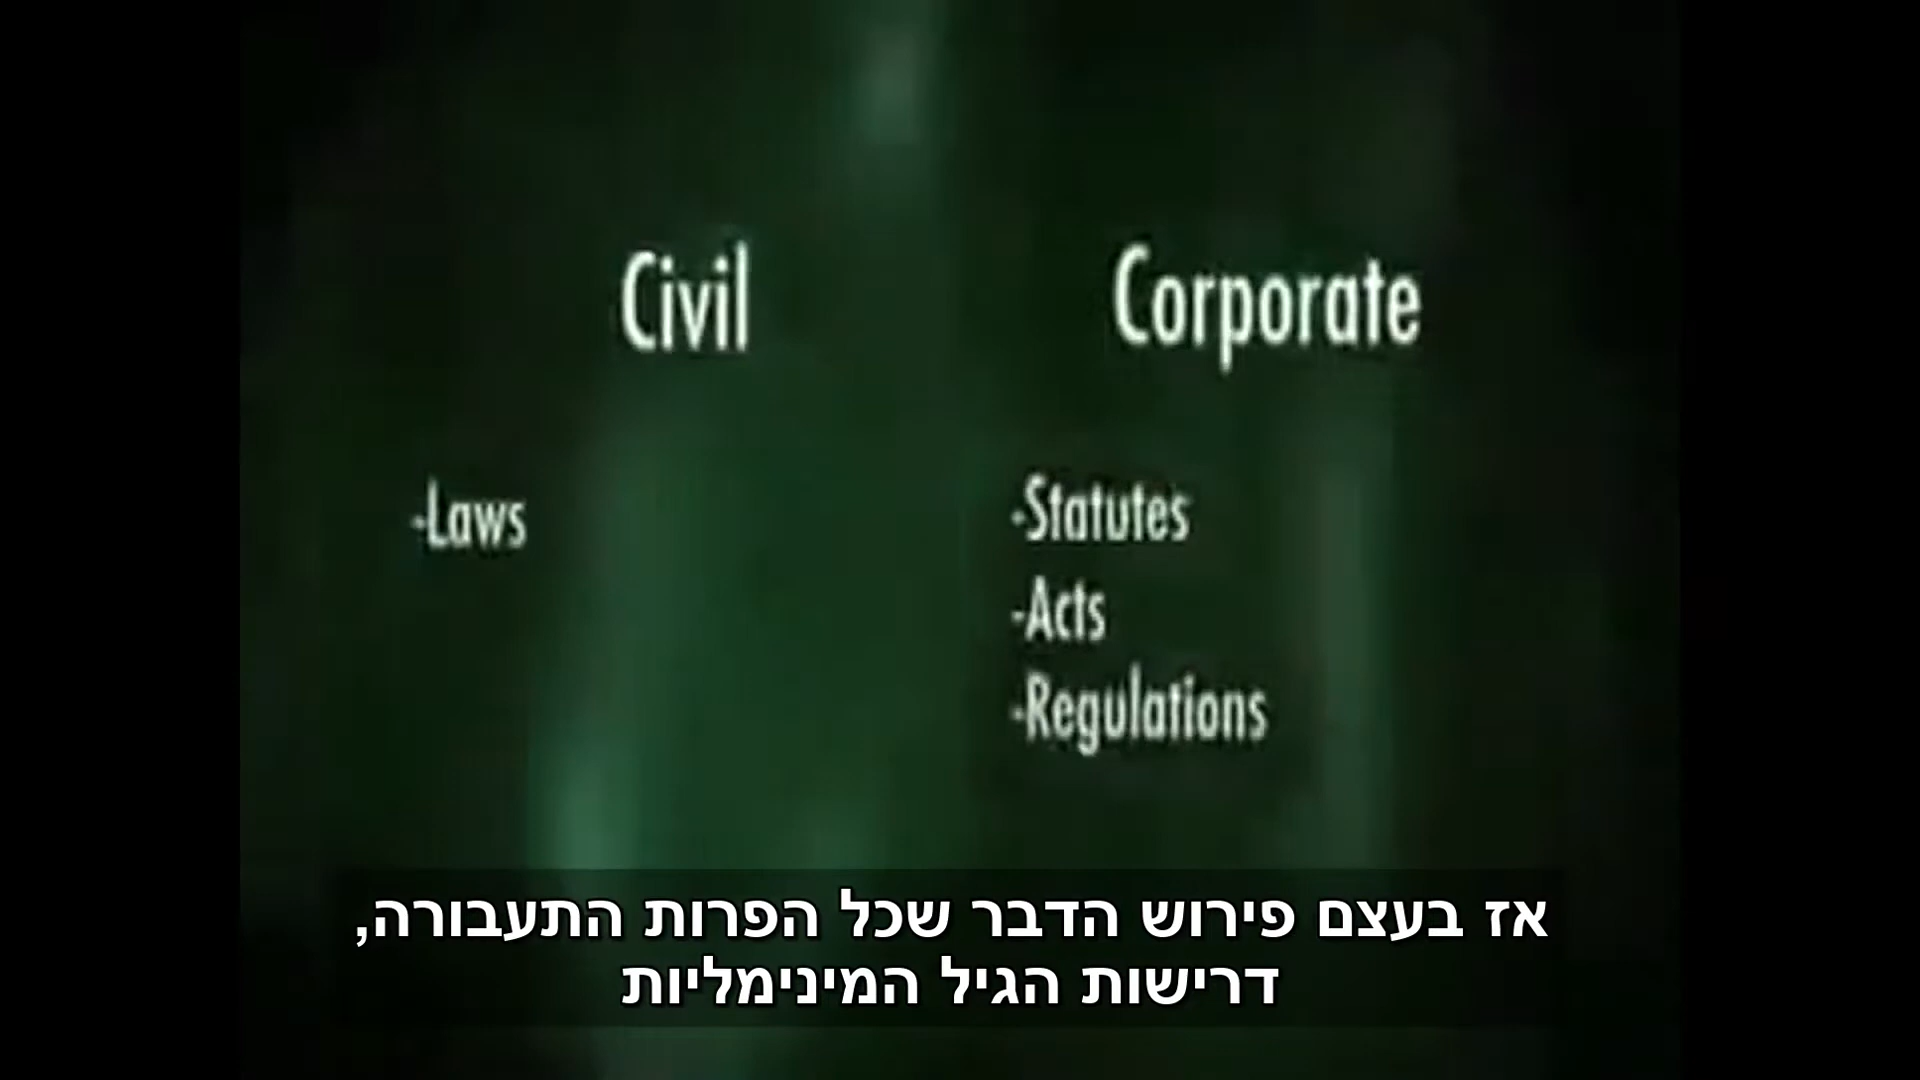 Civil
Corporate
-Laws
-Statutes
-Acts
-Regulations
אז בעצם פירוש הדבר שכל הפרות התעבורה,
דרישות הגיל המינימליות